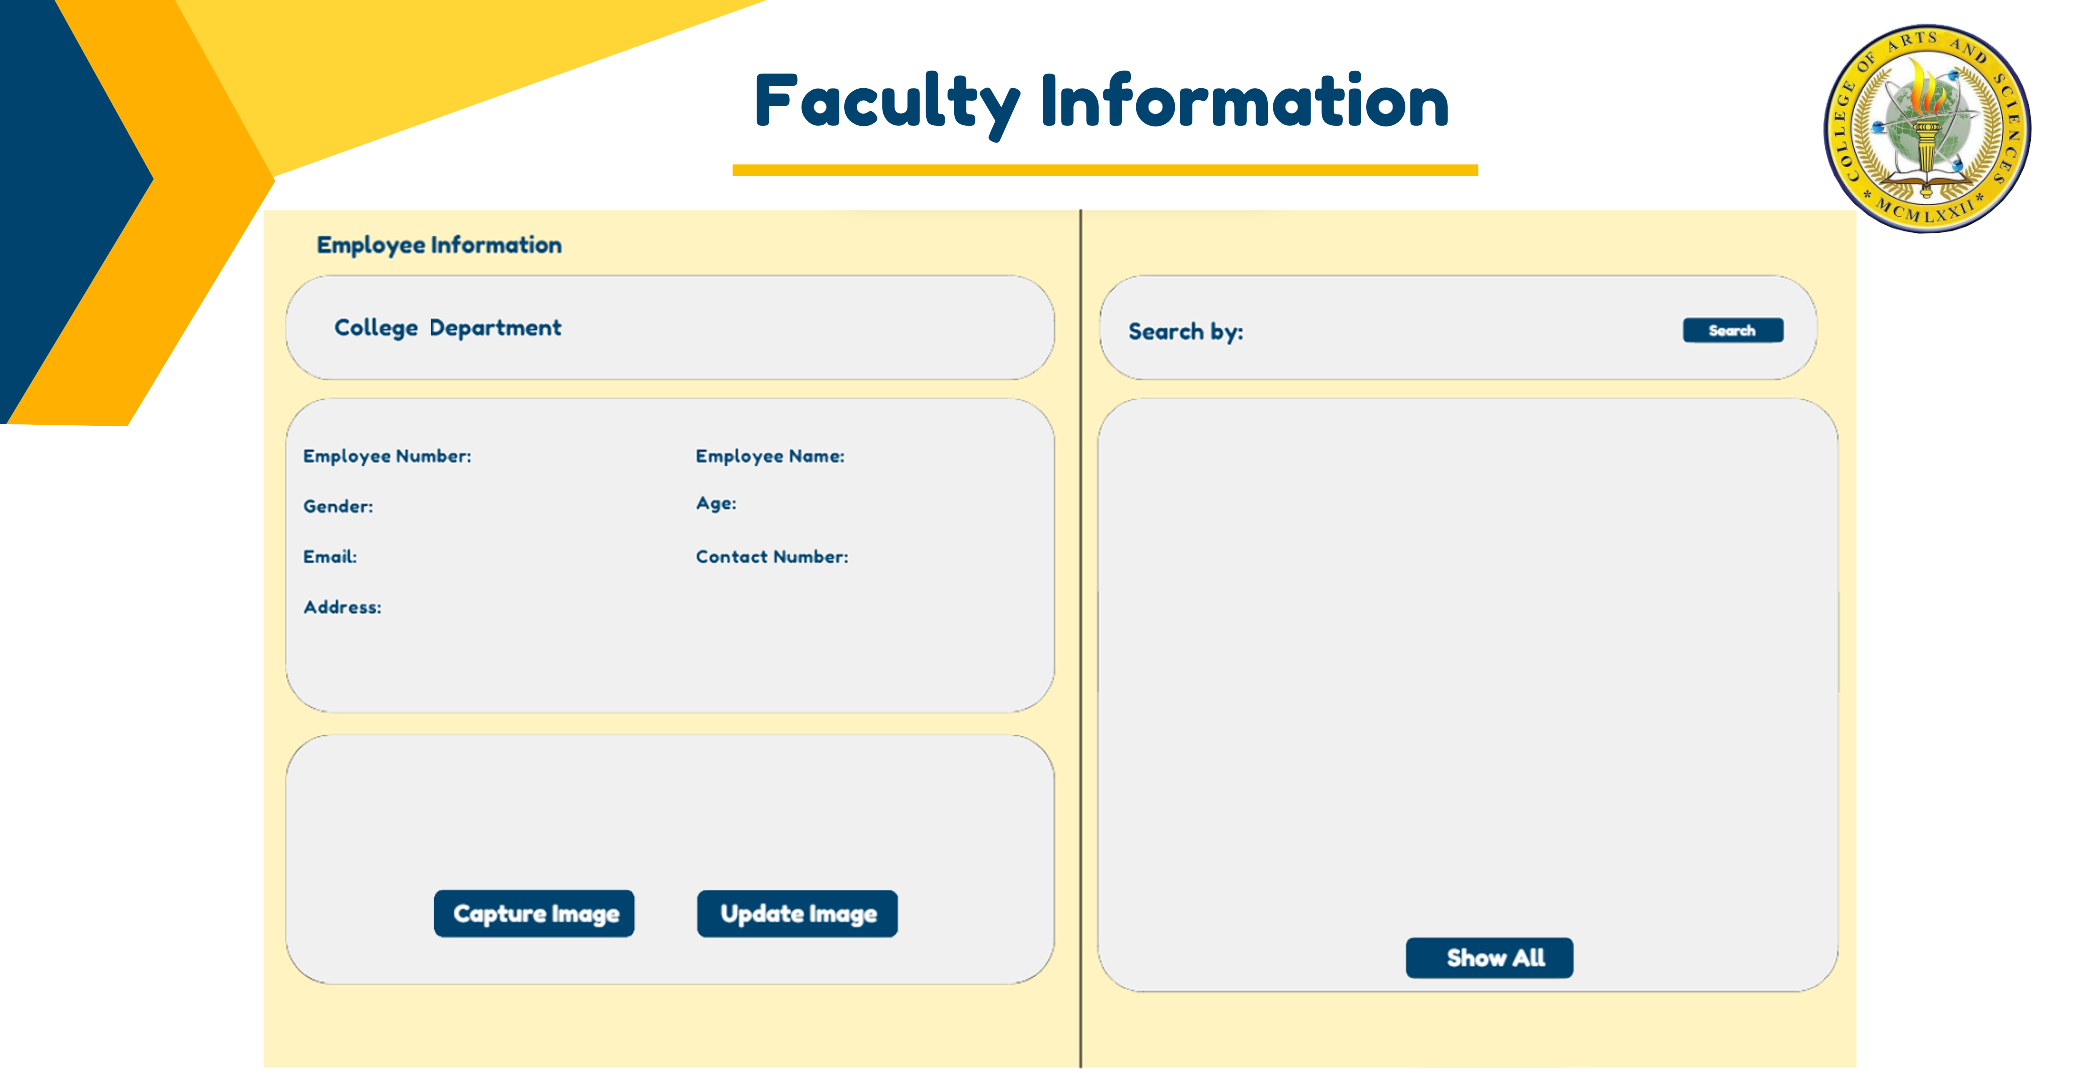 Faculty Information
COLLEGE OF ARTS AND SCIENCES
* MCMLXXII *
Employee Information
College Department
Employee Number:
Employee Name:
Gender:
Age:
Email:
Contact Number:
Address:
Capture Image
Update Image
Search by:
Search
Show All